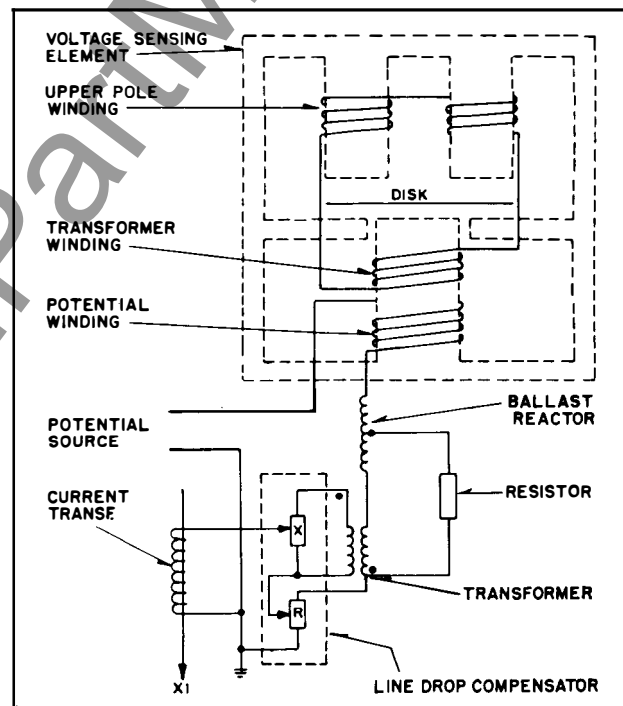 VOLTAGE SENSING
ELEMENT
UPPER POLE
WINDING
DISK
TRANSFORMER
WINDING
POTENTIAL
WINDING
BALLAST
REACTOR
POTENTIAL
SOURCE
RESISTOR
CURRENT
TRANSF.
X
TRANSFORMER
R
LINE DROP COMPENSATOR
X1